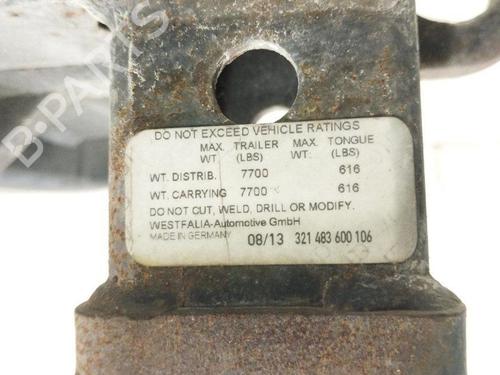 B-PARTS
DO NOT EXCEED VEHICLE RATINGS
MAX. TRAILER MAX. TONGUE
WT. (LBS) WT: (LBS)
WT. DISTRIB. 7700 616
WT. CARRYING 7700 616
DO NOT CUT, WELD, DRILL OR MODIFY.
WESTFALIA-Automotive GmbH
MADE IN GERMANY 08/13 321 483 600 106